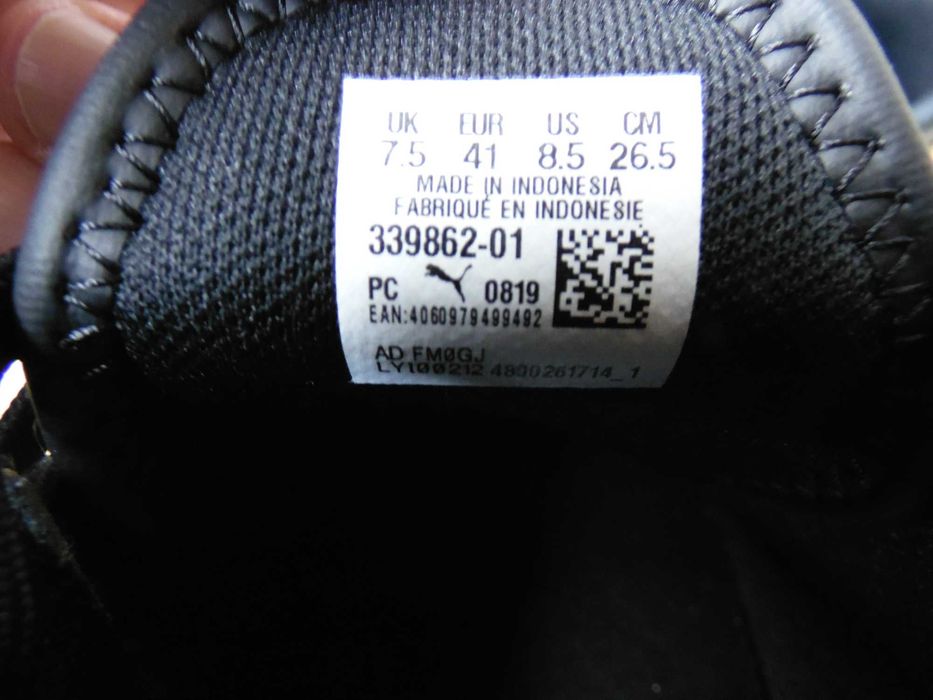 UK EUR US CM
7.5 41 8.5 26.5
MADE IN INDONESIA
FABRIQUÉ EN INDONESIE
339862-01
PC 0819
EAN:4060979499492
AD FM0GJ
LY100212 4800261714_1